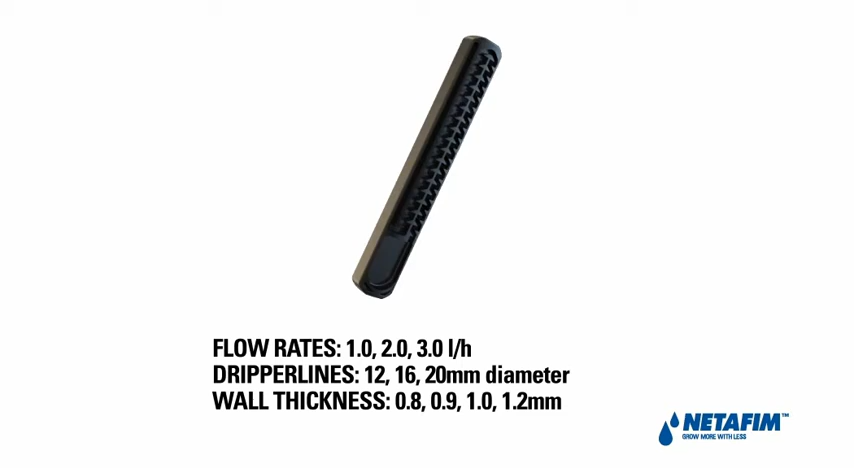 FLOW RATES: 1.0, 2.0, 3.0 l/h
DRIPPERLINES: 12, 16, 20mm diameter
WALL THICKNESS: 0.8, 0.9, 1.0, 1.2mm
NETAFIM™
GROW MORE WITH LESS